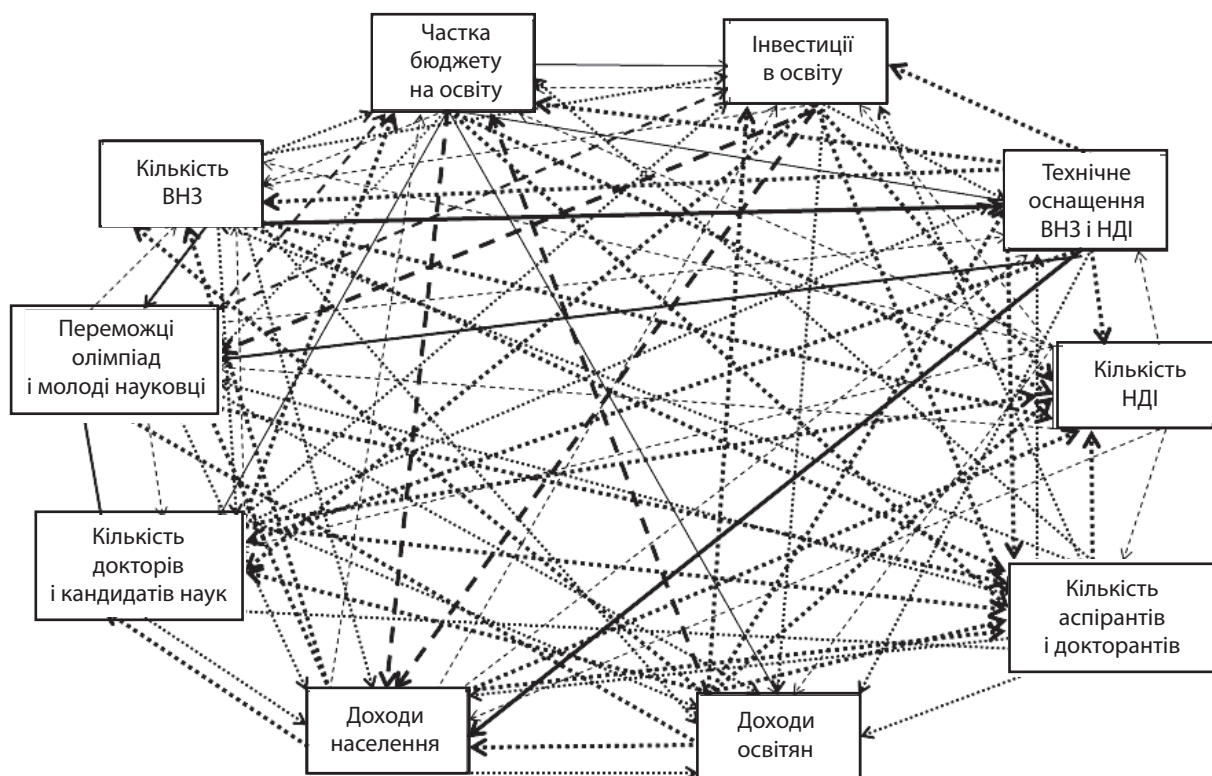 Частка
бюджету
на освіту
Інвестиції
в освіту
Кількість
ВНЗ
Технічне
оснащення
ВНЗ і НДІ
Переможці
олімпіад
і молоді науковці
Кількість
НДІ
Кількість
докторів
і кандидатів наук
Кількість
аспірантів
і докторантів
Доходи
населення
Доходи
освітян